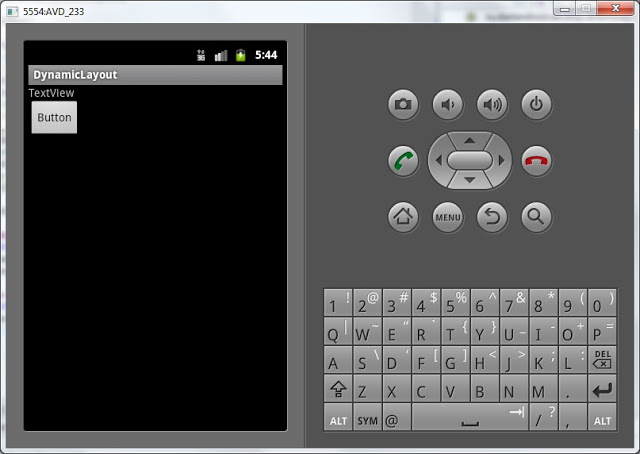 5554:AVD_233
3G 5:44
DynamicLayout
TextView
Button
MENU
1 ! 2 @ 3 # 4 $ 5 % 6 ^ 7 & 8 * 9 ( 0 )
Q | W ~ E " R ` T { Y } U _ I - O + P =
A S \ D ' F [ G ] H < J > K ; L : DEL
Z X C V B N M .
ALT SYM @ / ? , ALT